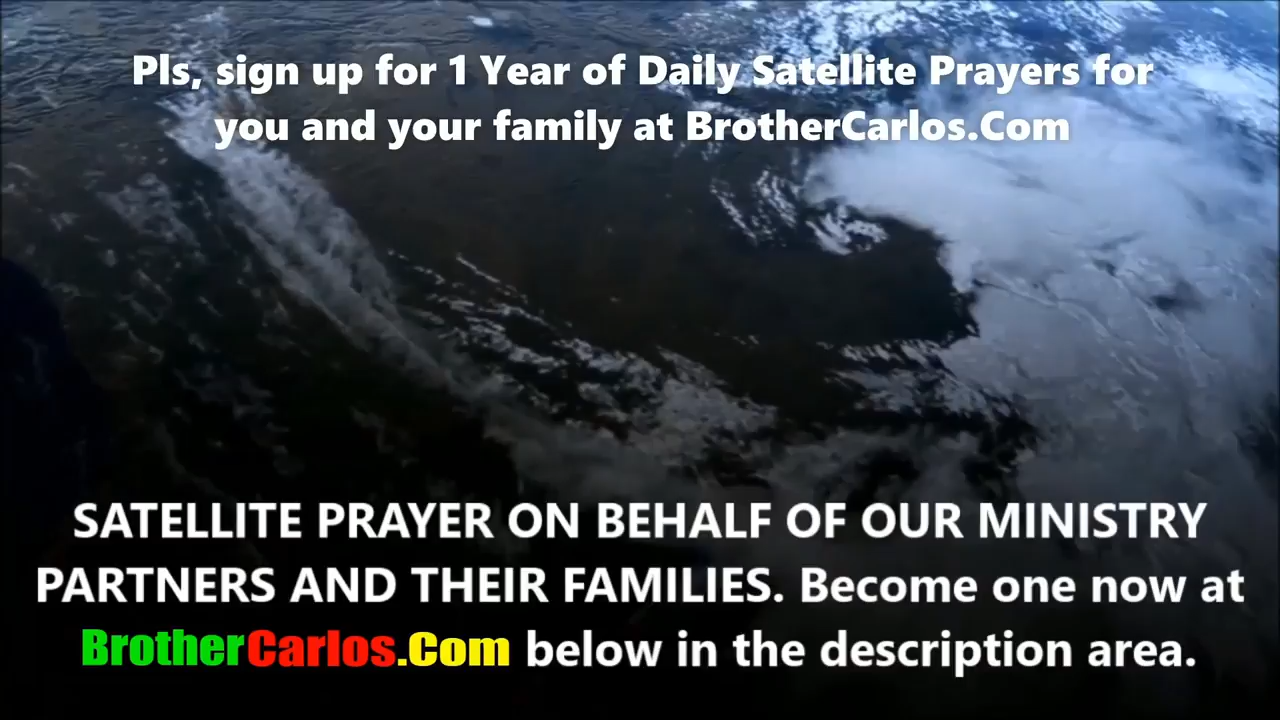 Pls, sign up for 1 Year of Daily Satellite Prayers for
you and your family at BrotherCarlos.Com
SATELLITE PRAYER ON BEHALF OF OUR MINISTRY
PARTNERS AND THEIR FAMILIES. Become one now at
BrotherCarlos.Com below in the description area.